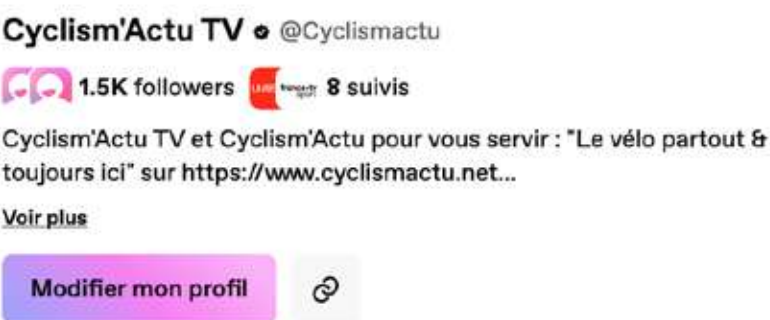 Cyclism'Actu TV @Cyclismactu
1.5K followers 8 suivis
Cyclism'Actu TV et Cyclism'Actu pour vous servir : "Le vélo partout &
toujours ici" sur https://www.cyclismactu.net...
Voir plus
Modifier mon profil